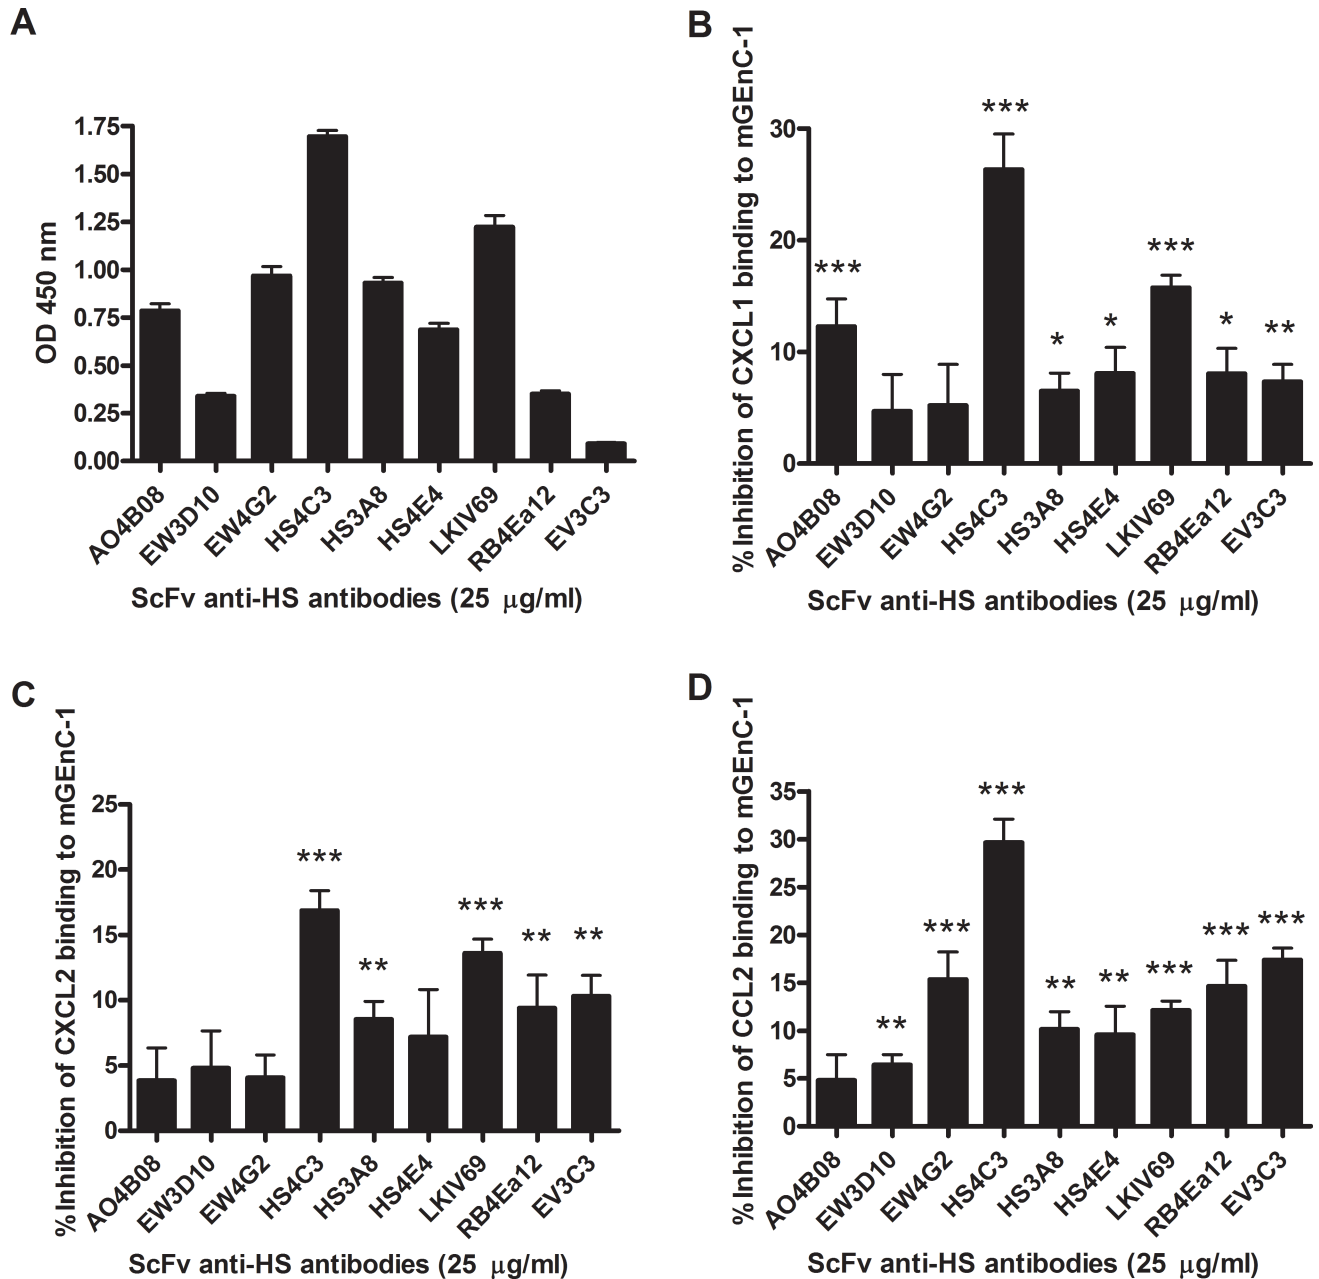 A
OD 450 nm
1.75
1.50
1.25
1.00
0.75
0.50
0.25
0.00
AO4B08
EW3D10
EW4G2
HS4C3
HS3A8
HS4E4
LKIV69
RB4Ea12
EV3C3
ScFv anti-HS antibodies (25 μg/ml)
B
%Inhibition of CXCL1 binding to mGEnC-1
30
20
10
0
***
***
*
*
***
*
**
AO4B08
EW3D10
EW4G2
HS4C3
HS3A8
HS4E4
LKIV69
RB4Ea12
EV3C3
ScFv anti-HS antibodies (25 μg/ml)
C
%Inhibition of CXCL2 binding to mGEnC-1
25
20
15
10
5
0
***
**
***
**
**
AO4B08
EW3D10
EW4G2
HS4C3
HS3A8
HS4E4
LKIV69
RB4Ea12
EV3C3
ScFv anti-HS antibodies (25 μg/ml)
D
%Inhibition of CCL2 binding to mGEnC-1
35
30
25
20
15
10
5
0
**
***
***
**
**
***
***
***
AO4B08
EW3D10
EW4G2
HS4C3
HS3A8
HS4E4
LKIV69
RB4Ea12
EV3C3
ScFv anti-HS antibodies (25 μg/ml)